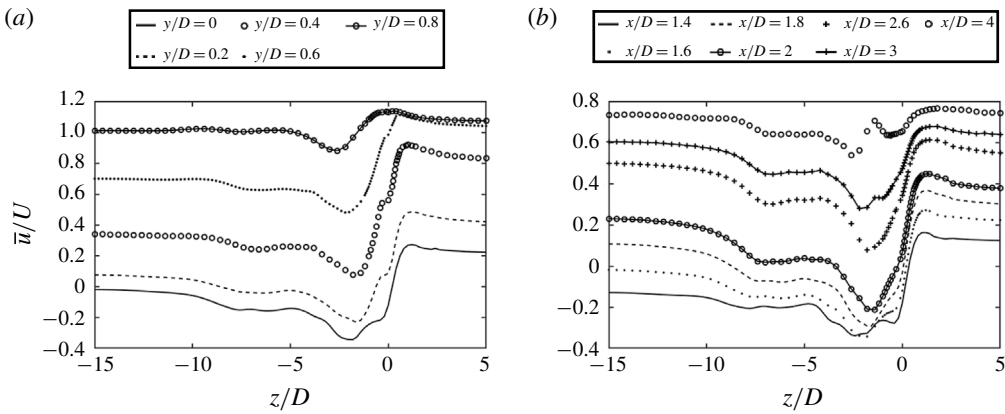 (a)
y/D = 0 y/D = 0.4 y/D = 0.8
y/D = 0.2 y/D = 0.6
1.2
1.0
0.8
0.6
0.4
0.2
0
−0.2
−0.4
u̅/U
−15 −10 −5 0 5
z/D
(b)
x/D = 1.4 x/D = 1.8 x/D = 2.6 x/D = 4
x/D = 1.6 x/D = 2 x/D = 3
0.8
0.6
0.4
0.2
0
−0.2
−0.4
−15 −10 −5 0 5
z/D